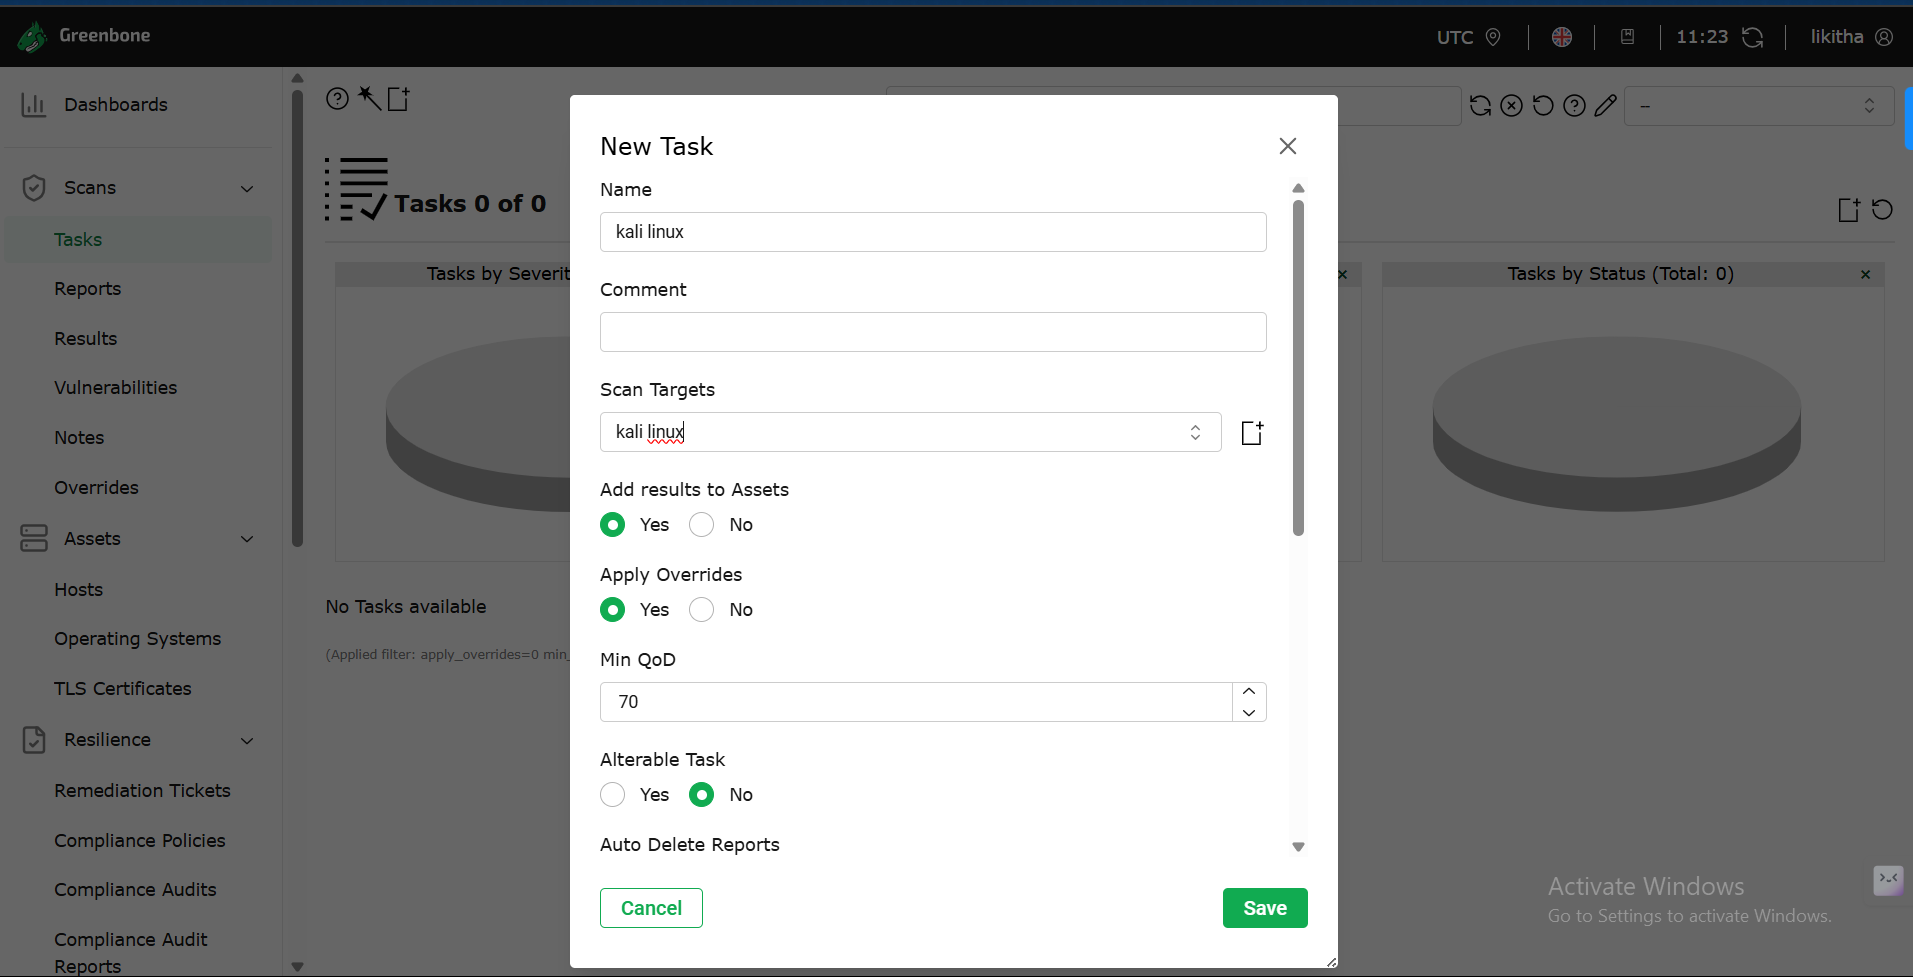 Greenbone
UTC
11:23
likitha
Dashboards
Scans
Tasks
Reports
Results
Vulnerabilities
Notes
Overrides
Assets
Hosts
Operating Systems
TLS Certificates
Resilience
Remediation Tickets
Compliance Policies
Compliance Audits
Compliance Audit
Reports
--
Tasks 0 of 0
Tasks by Severit
Tasks by Status (Total: 0)
No Tasks available
(Applied filter: apply_overrides=0 min_
New Task
Name
kali linux
Comment
Scan Targets
kali linux
Add results to Assets
Yes No
Apply Overrides
Yes No
Min QoD
70
Alterable Task
Yes No
Auto Delete Reports
Cancel
Save
Activate Windows
Go to Settings to activate Windows.